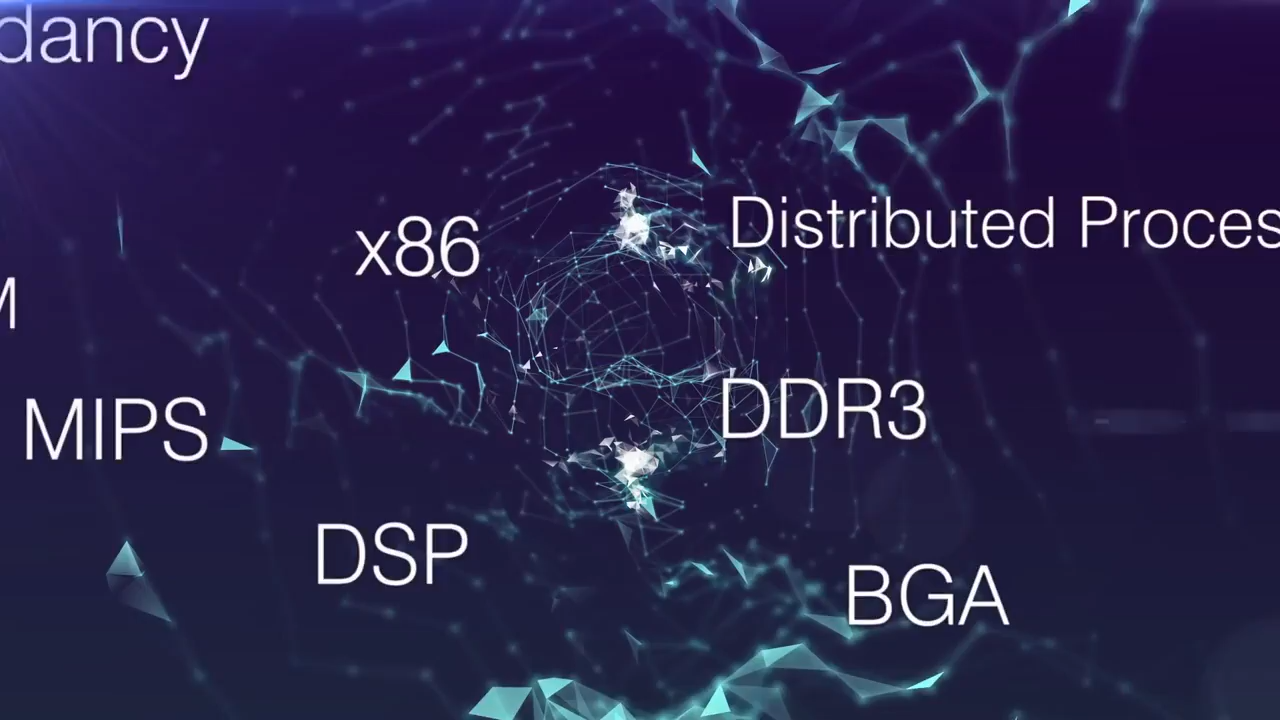 dancy
Distributed Proces
x86
M
MIPS
DDR3
DSP
BGA